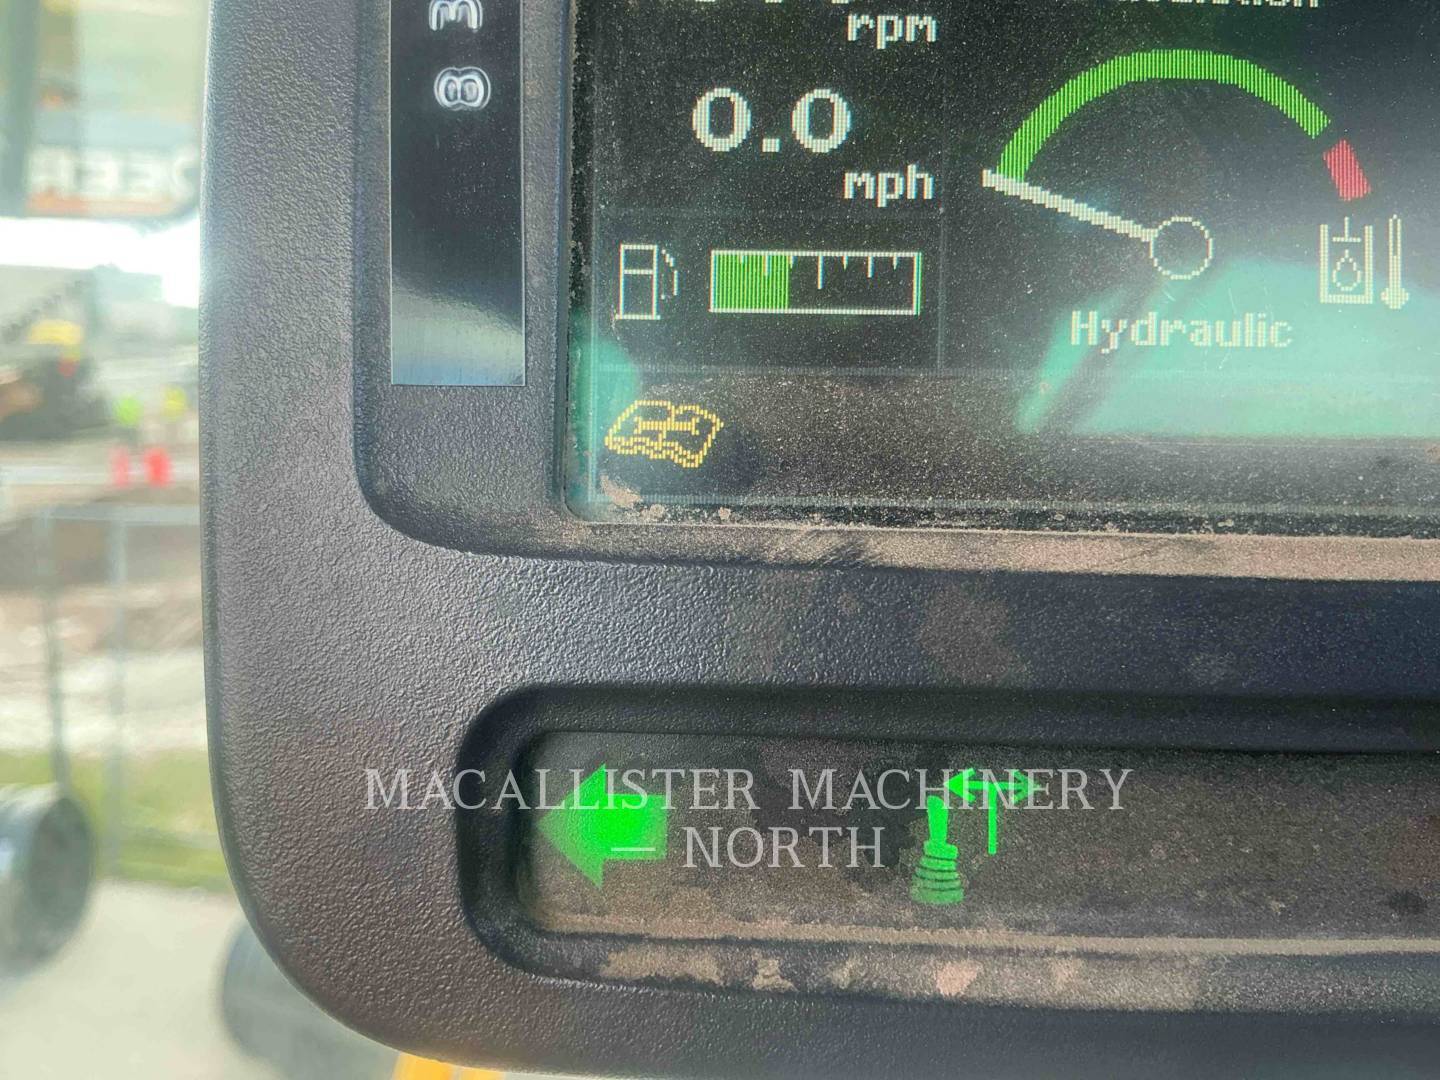 rpm
0.0
mph
Hydraulic
MACALLISTER MACHINERY
— NORTH